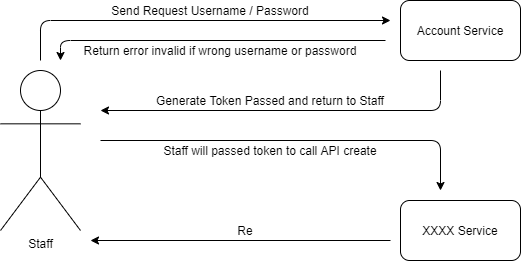 Send Request Username / Password
Account Service
Return error invalid if wrong username or password
Generate Token Passed and return to Staff
Staff will passed token to call API create
XXXX Service
Re
Staff